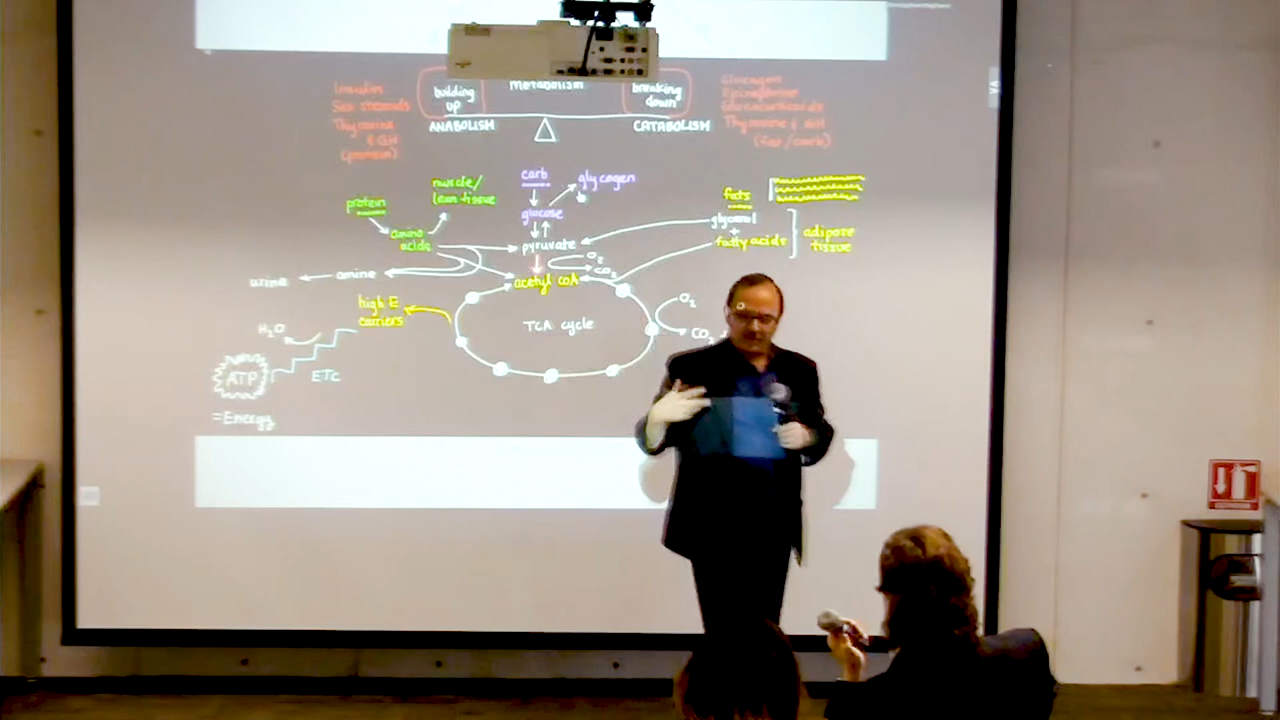 Metabolism
building
up
breaking
down
ANABOLISM
CATABOLISM
Insulin
Sex steroids
Thyroxine
& GH
(protein)
Glucagon
Epinephrine
Glucocorticoids
Thyroxine & GH
(fat/carb)
protein
muscle/
lean tissue
amino
acids
carb
glycogen
glucose
pyruvate
O₂
CO₂
acetyl coA
fats
glycerol
+
fatty acids
adipose
tissue
urine
amine
high E
carriers
TCA cycle
O₂
CO₂
H₂O
ATP
ETC
=Energy